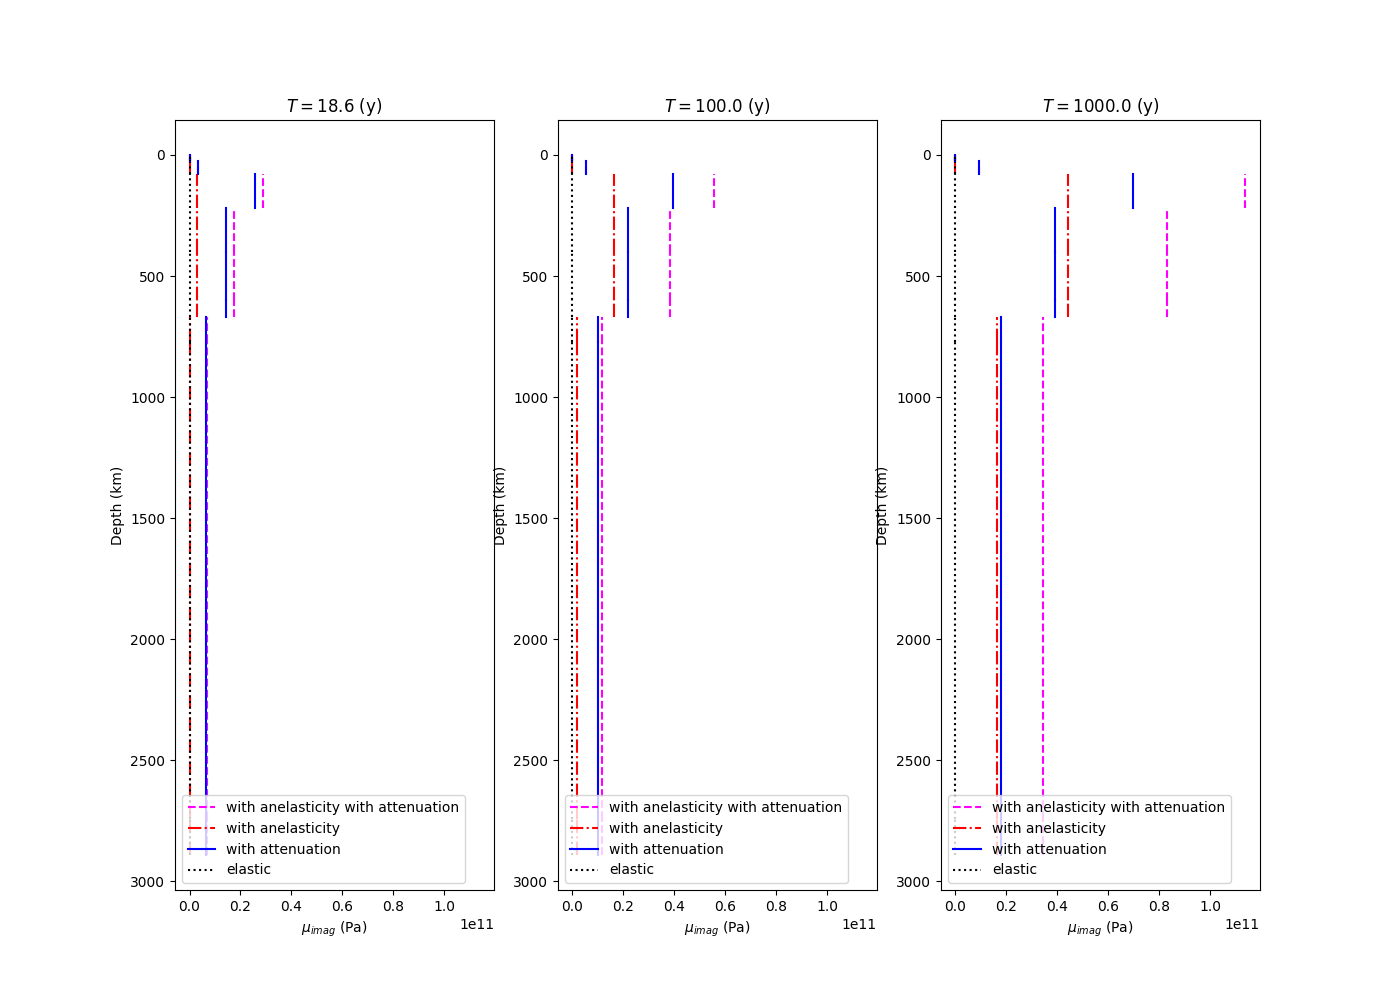 T = 18.6 (y)
0
500
1000
1500
2000
2500
3000
Depth (km)
with anelasticity with attenuation
with anelasticity
with attenuation
elastic
0.0 0.2 0.4 0.6 0.8 1.0
1e11
μimag (Pa)
T = 100.0 (y)
0
500
1000
1500
2000
2500
3000
Depth (km)
with anelasticity with attenuation
with anelasticity
with attenuation
elastic
0.0 0.2 0.4 0.6 0.8 1.0
1e11
μimag (Pa)
T = 1000.0 (y)
0
500
1000
1500
2000
2500
3000
Depth (km)
with anelasticity with attenuation
with anelasticity
with attenuation
elastic
0.0 0.2 0.4 0.6 0.8 1.0
1e11
μimag (Pa)